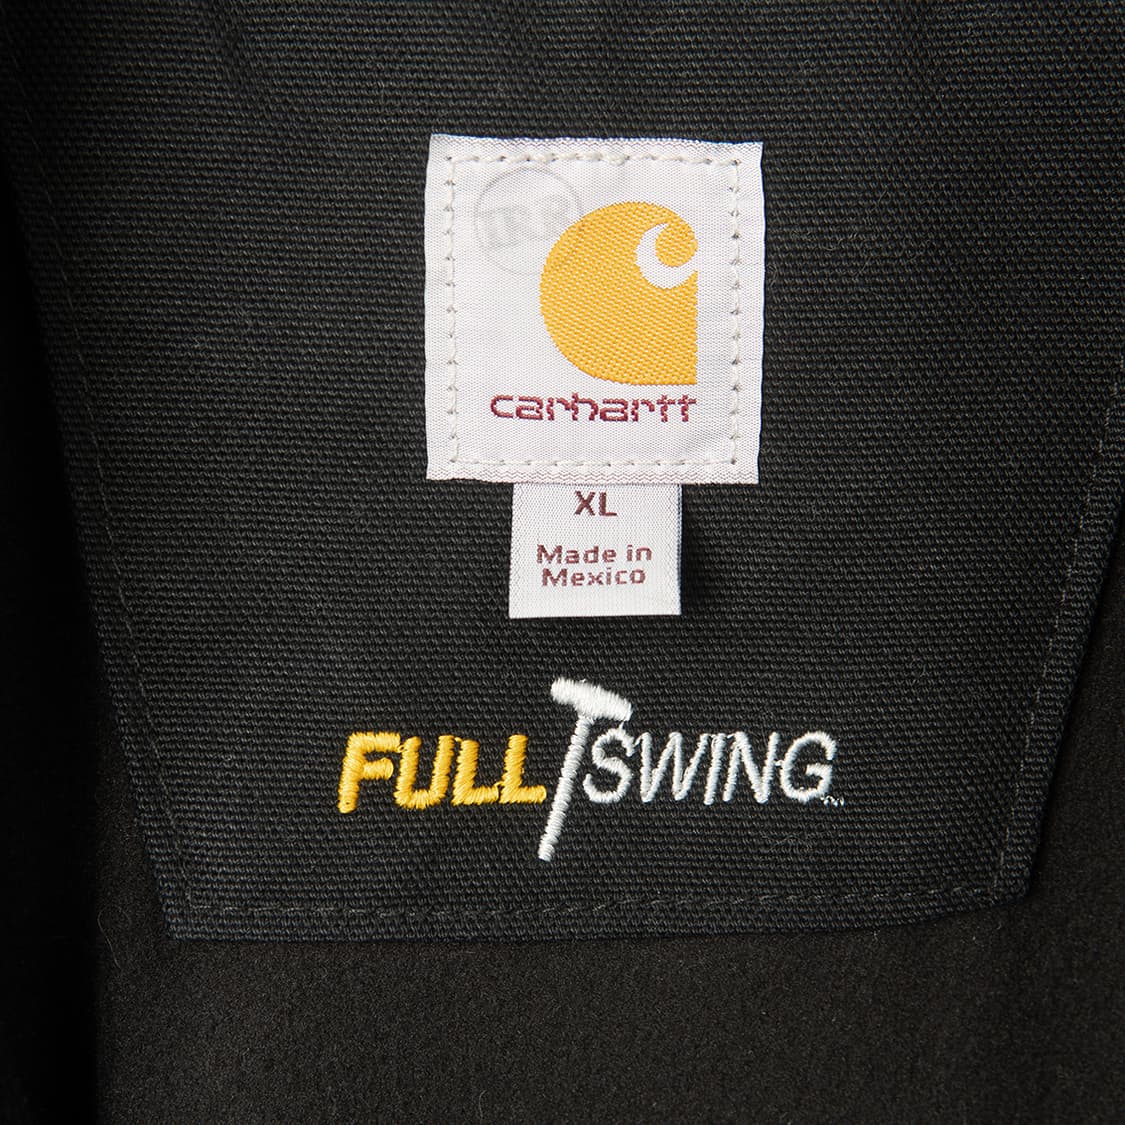 carhartt
XL
Made in
Mexico
FULL SWING